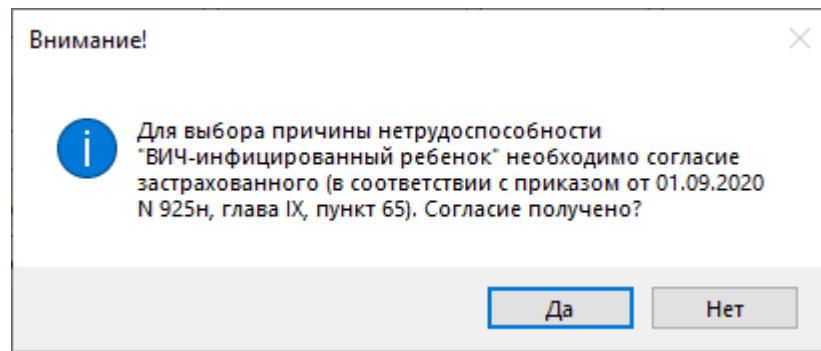 Внимание!
Для выбора причины нетрудоспособности
"ВИЧ-инфицированный ребенок" необходимо согласие
застрахованного (в соответствии с приказом от 01.09.2020
N 925н, глава IX, пункт 65). Согласие получено?
Да
Нет